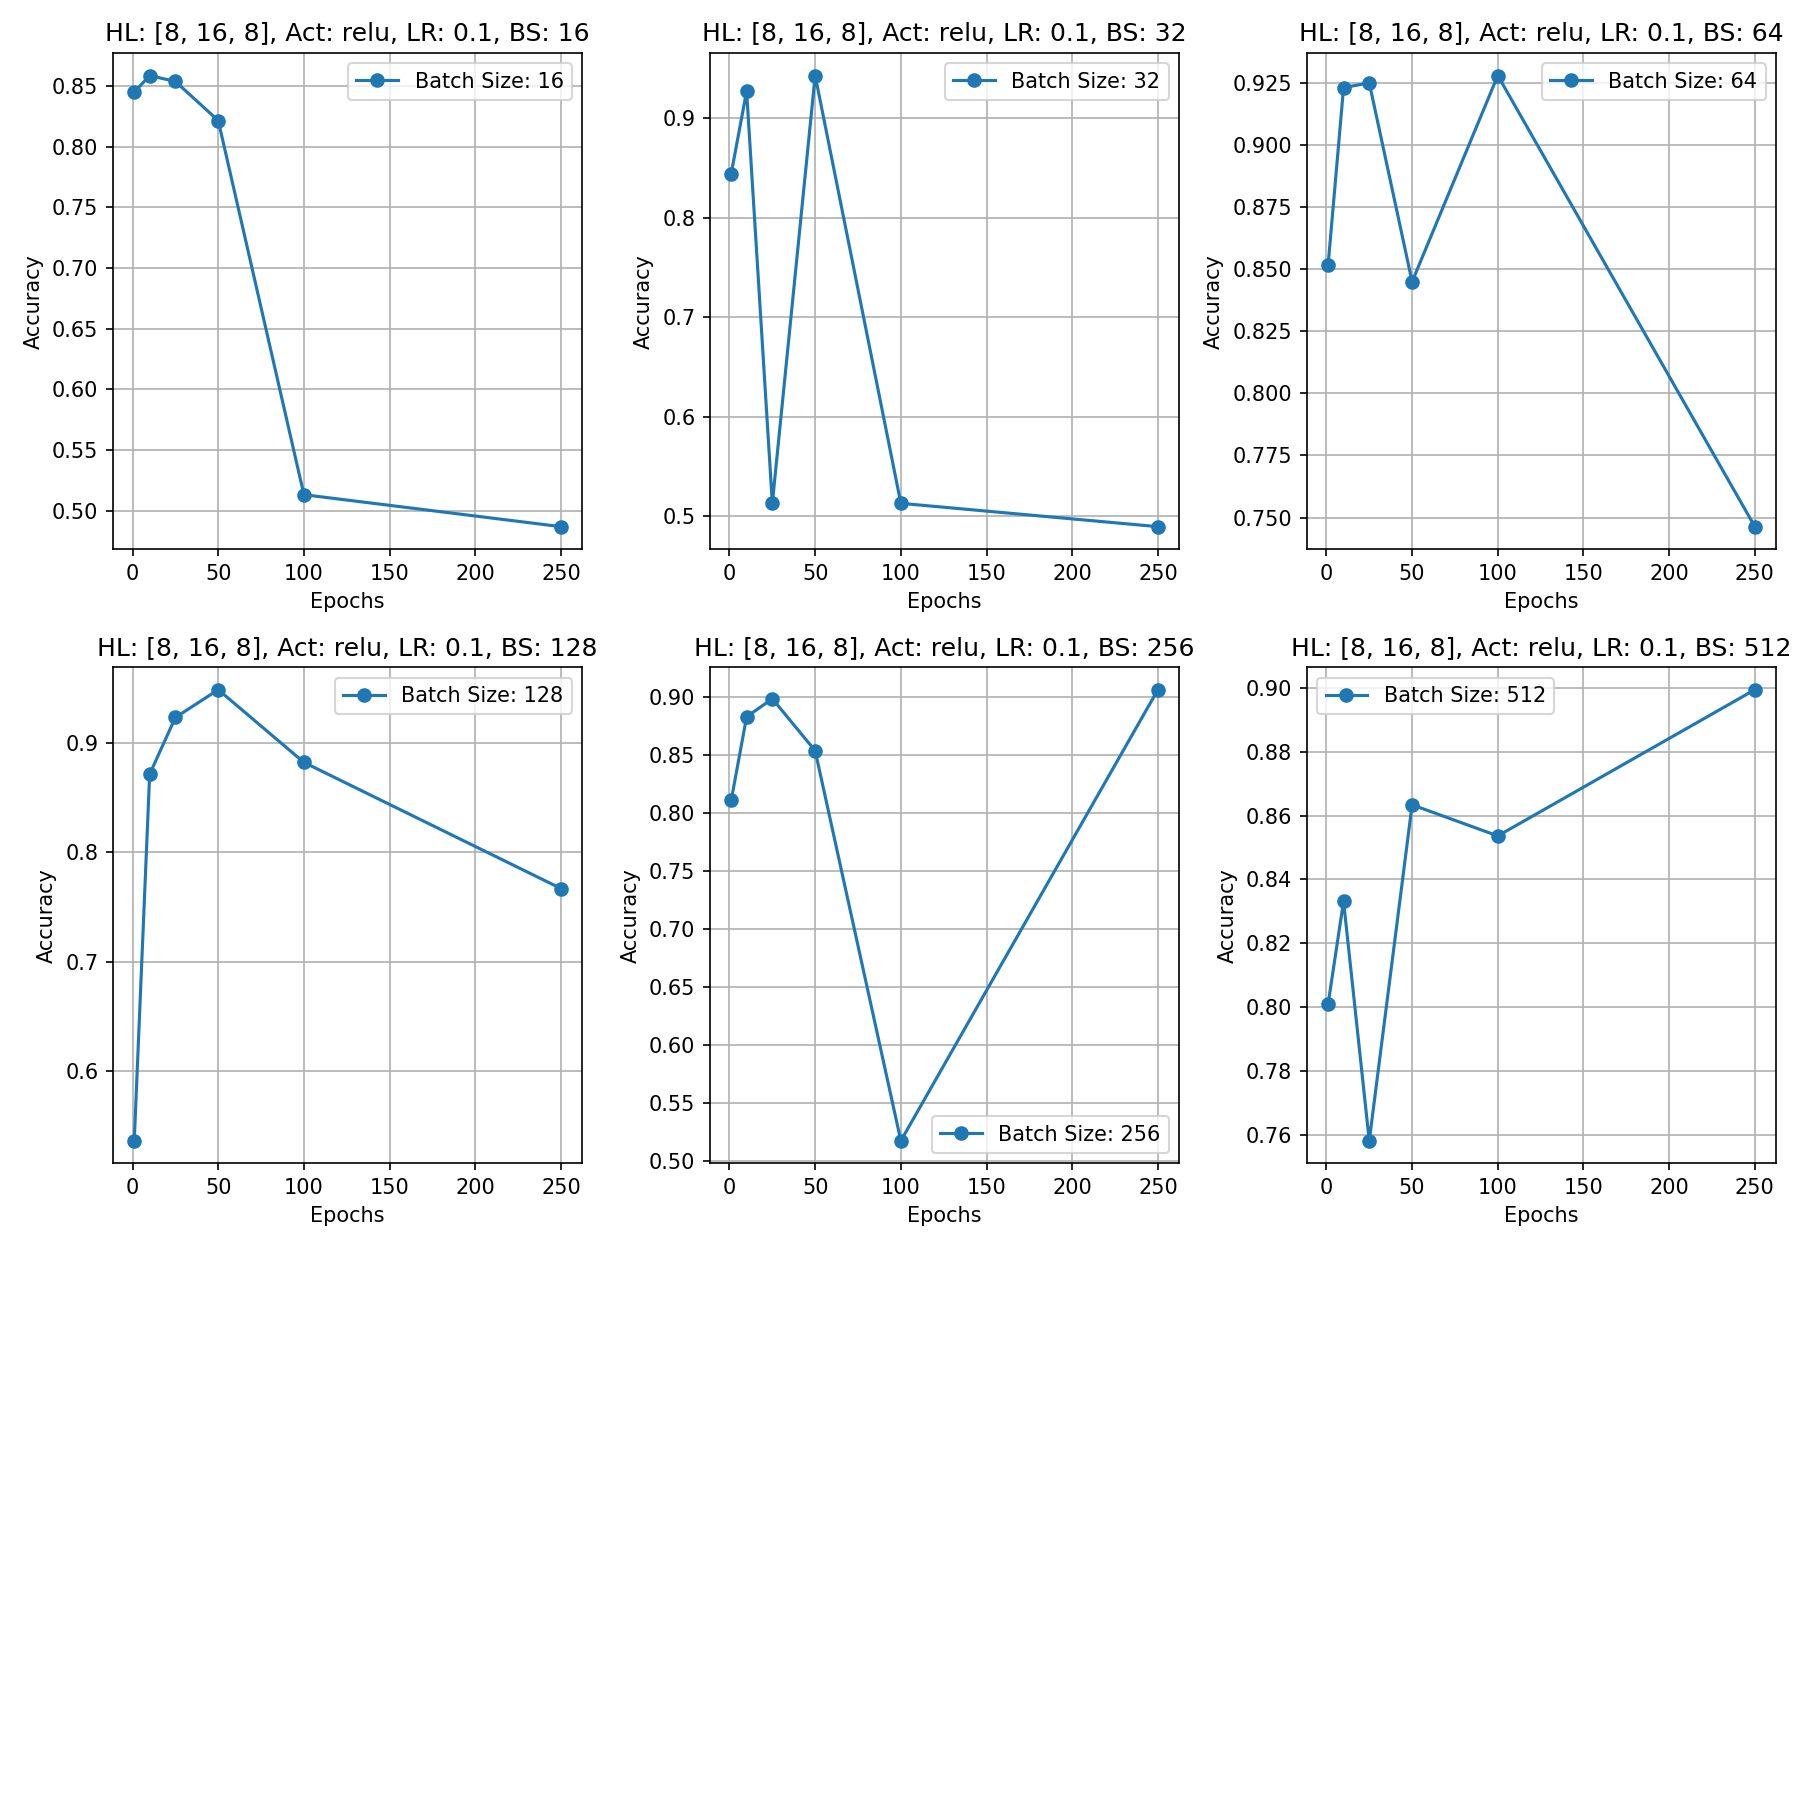 HL: [8, 16, 8], Act: relu, LR: 0.1, BS: 16
Batch Size: 16
Accuracy
0.85
0.80
0.75
0.70
0.65
0.60
0.55
0.50
0 50 100 150 200 250
Epochs
HL: [8, 16, 8], Act: relu, LR: 0.1, BS: 32
Batch Size: 32
Accuracy
0.9
0.8
0.7
0.6
0.5
0 50 100 150 200 250
Epochs
HL: [8, 16, 8], Act: relu, LR: 0.1, BS: 64
Batch Size: 64
Accuracy
0.925
0.900
0.875
0.850
0.825
0.800
0.775
0.750
0 50 100 150 200 250
Epochs
HL: [8, 16, 8], Act: relu, LR: 0.1, BS: 128
Batch Size: 128
Accuracy
0.9
0.8
0.7
0.6
0 50 100 150 200 250
Epochs
HL: [8, 16, 8], Act: relu, LR: 0.1, BS: 256
Batch Size: 256
Accuracy
0.90
0.85
0.80
0.75
0.70
0.65
0.60
0.55
0.50
0 50 100 150 200 250
Epochs
HL: [8, 16, 8], Act: relu, LR: 0.1, BS: 512
Batch Size: 512
Accuracy
0.90
0.88
0.86
0.84
0.82
0.80
0.78
0.76
0 50 100 150 200 250
Epochs